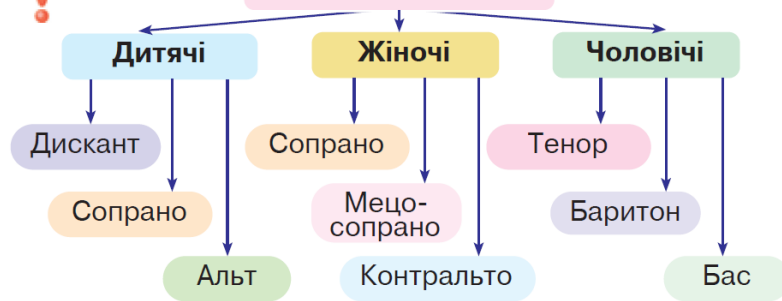 Дитячі
Жіночі
Чоловічі
Дискант
Сопрано
Тенор
Сопрано
Мецо-
сопрано
Баритон
Альт
Контральто
Бас